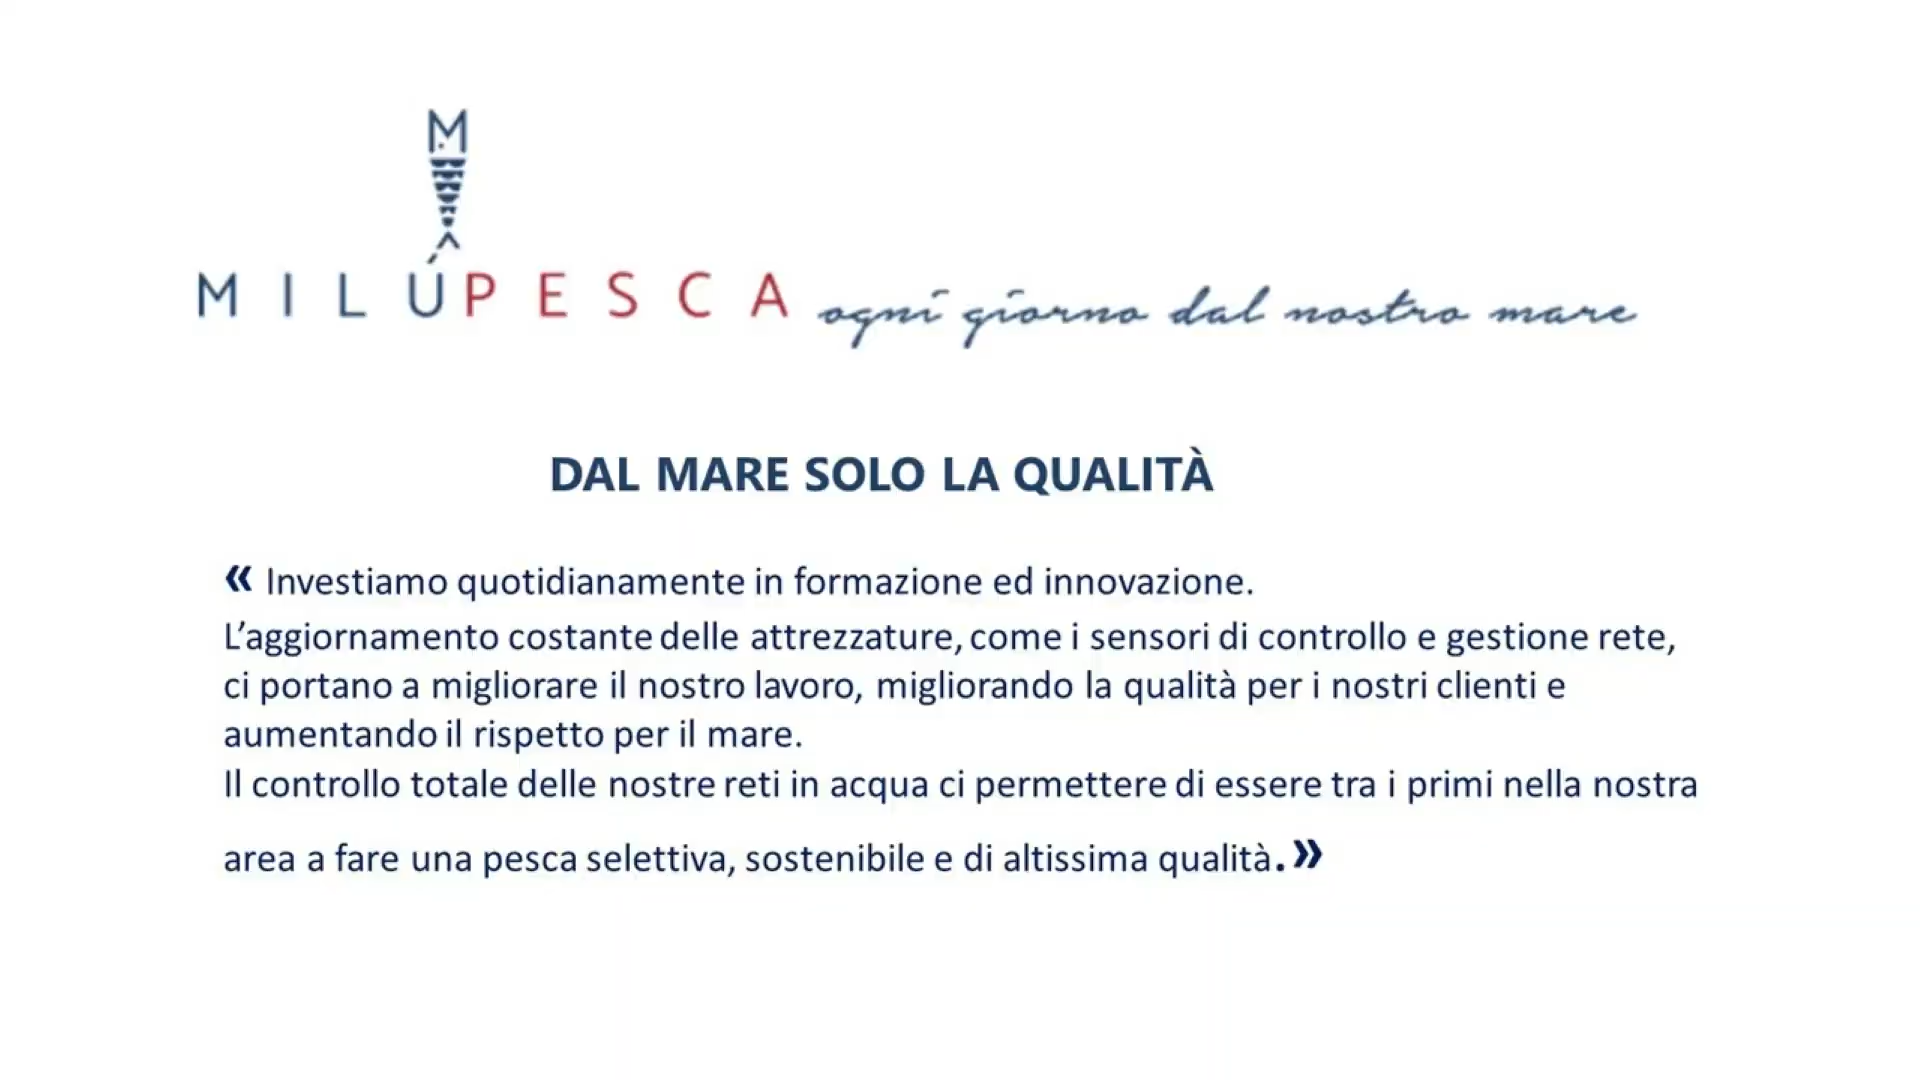 M
MILÚPESCA ogni giorno dal nostro mare
DAL MARE SOLO LA QUALITÀ
« Investiamo quotidianamente in formazione ed innovazione.
L’aggiornamento costante delle attrezzature, come i sensori di controllo e gestione rete,
ci portano a migliorare il nostro lavoro, migliorando la qualità per i nostri clienti e
aumentando il rispetto per il mare.
Il controllo totale delle nostre reti in acqua ci permettere di essere tra i primi nella nostra
area a fare una pesca selettiva, sostenibile e di altissima qualità.»